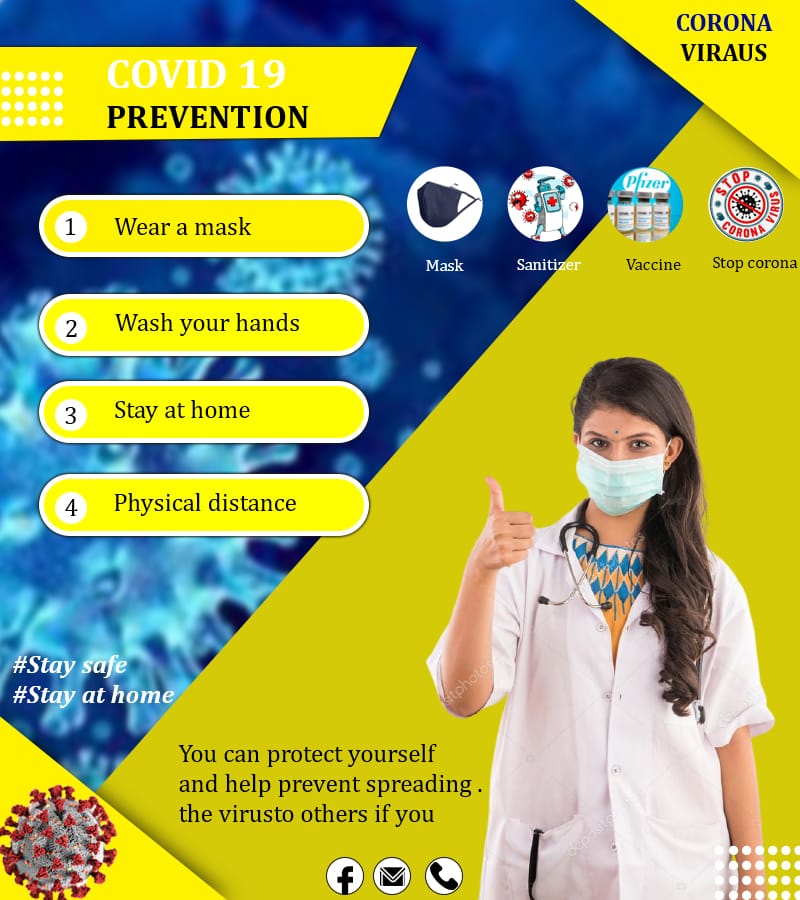 CORONA
VIRAUS
COVID 19
PREVENTION
1 Wear a mask
2 Wash your hands
3 Stay at home
4 Physical distance
Pfizer
STOP
CORONA VIRUS
Mask
Sanitizer
Vaccine
Stop corona
#Stay safe
#Stay at home
You can protect yourself
and help prevent spreading .
the virusto others if you